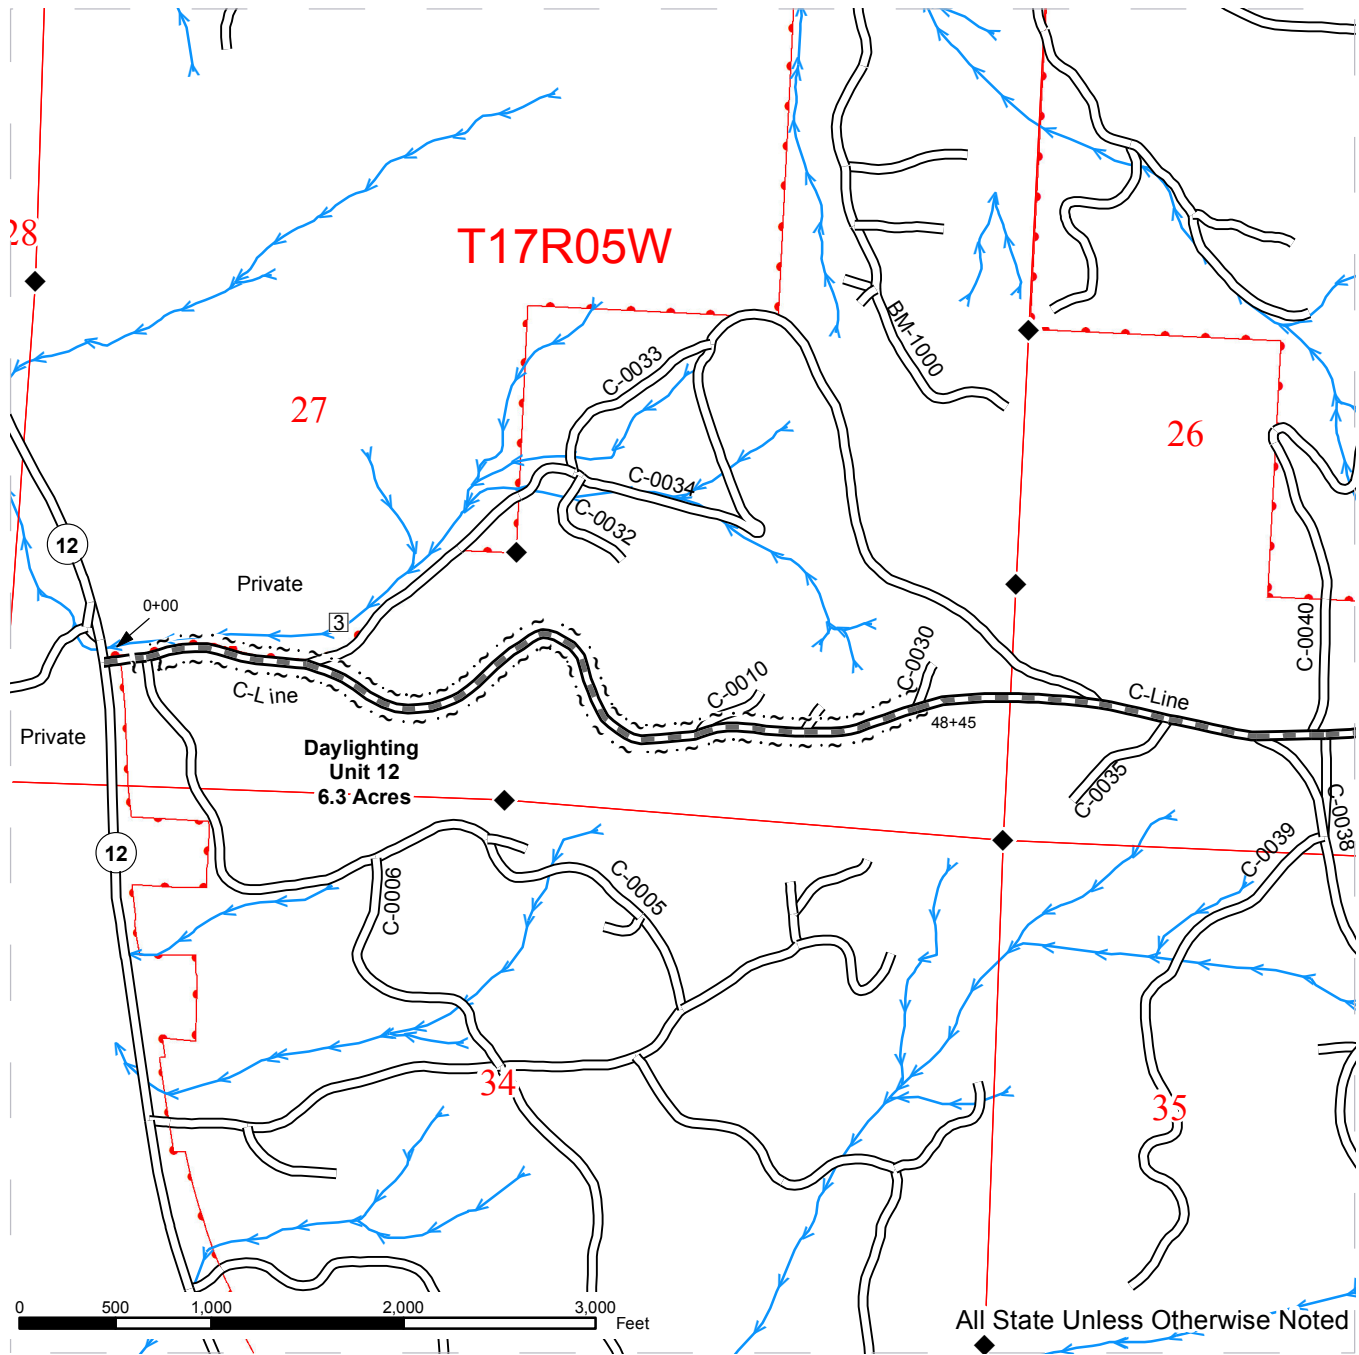 28
T17R05W
BM-1000
C-0033
27
26
C-0034
C-0032
12
Private
0+00
3
C-0040
C-0030
C-0010
C-Line
C-Line
48+45
Private
Daylighting
Unit 12
6.3 Acres
C-0035
C-0038
C-0039
12
C-0006
C-0005
34
35
0 500 1,000 2,000 3,000
Feet
All State Unless Otherwise Noted